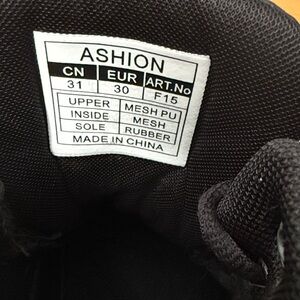 ASHION
CN EUR ART.No
31 30 F15
UPPER MESH PU
INSIDE MESH
SOLE RUBBER
MADE IN CHINA